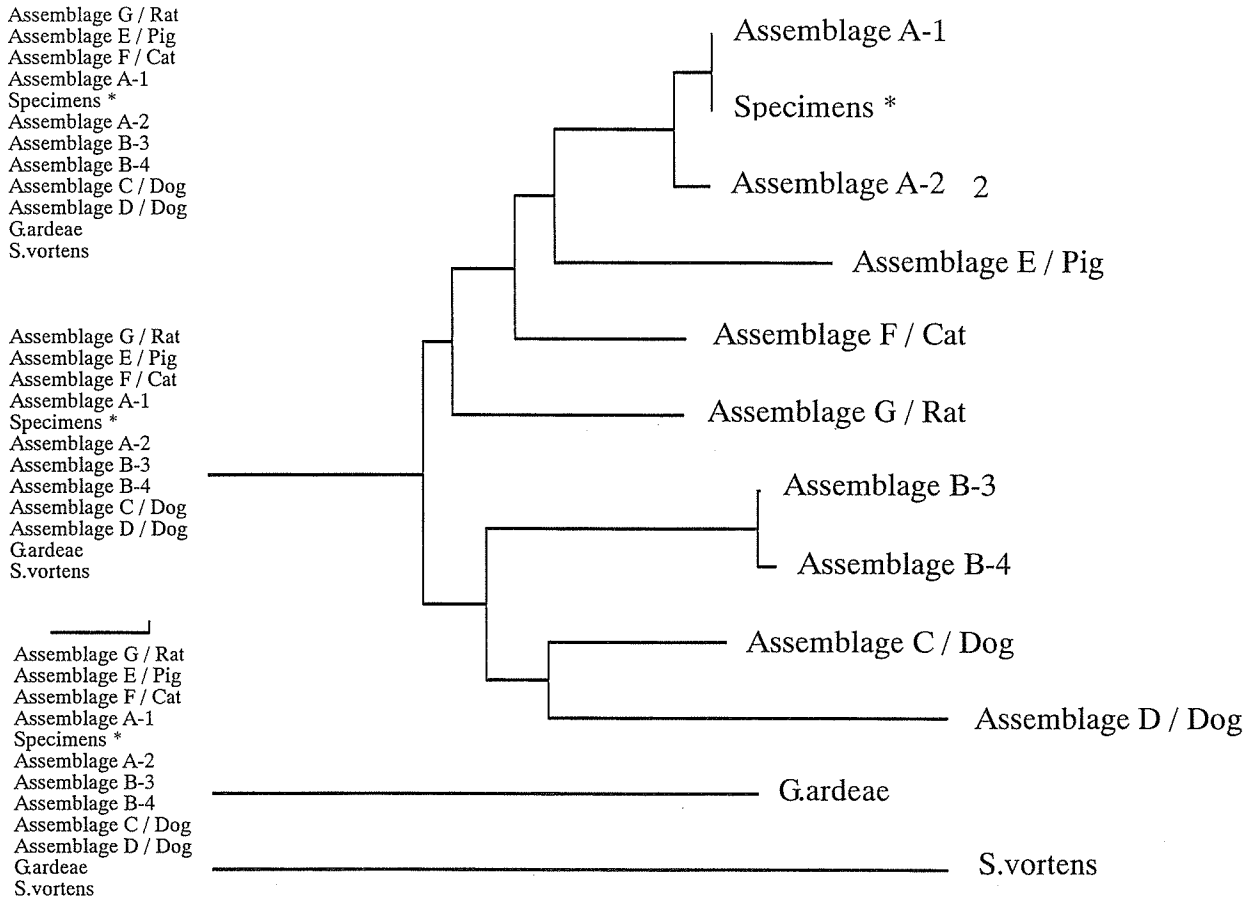 Assemblage G / Rat
Assemblage E / Pig
Assemblage F / Cat
Assemblage A-1
Specimens *
Assemblage A-2
Assemblage B-3
Assemblage B-4
Assemblage C / Dog
Assemblage D / Dog
G.ardeae
S.vortens
Assemblage G / Rat
Assemblage E / Pig
Assemblage F / Cat
Assemblage A-1
Specimens *
Assemblage A-2
Assemblage B-3
Assemblage B-4
Assemblage C / Dog
Assemblage D / Dog
G.ardeae
S.vortens
Assemblage G / Rat
Assemblage E / Pig
Assemblage F / Cat
Assemblage A-1
Specimens *
Assemblage A-2
Assemblage B-3
Assemblage B-4
Assemblage C / Dog
Assemblage D / Dog
G.ardeae
S.vortens
Assemblage A-1
Specimens *
Assemblage A-2 2
Assemblage E / Pig
Assemblage F / Cat
Assemblage G / Rat
Assemblage B-3
Assemblage B-4
Assemblage C / Dog
Assemblage D / Dog
G.ardeae
S.vortens